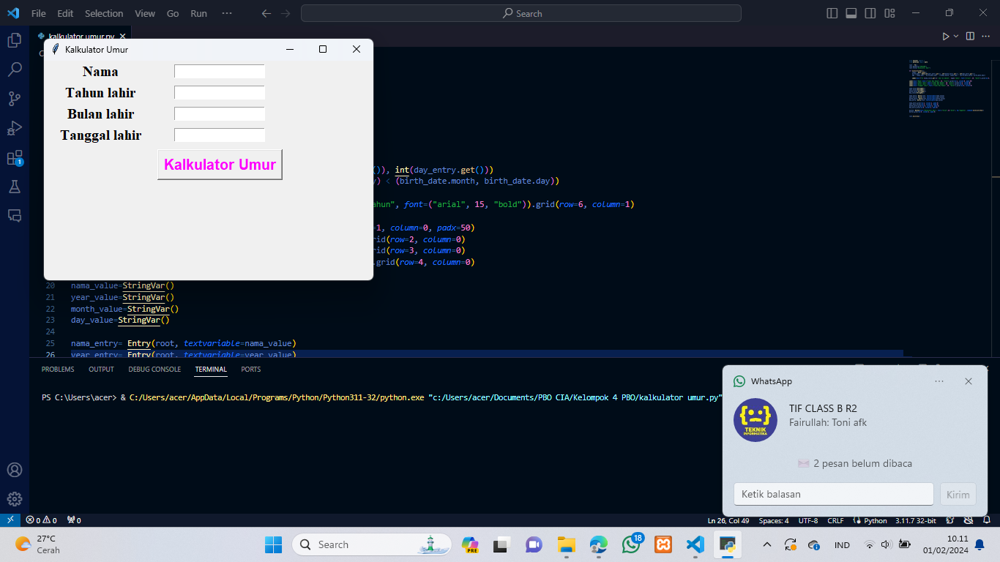 File Edit Selection View Go Run ··· Search
kalkulator umur.py
Kalkulator Umur
Nama
Tahun lahir
Bulan lahir
Tanggal lahir
Kalkulator Umur
()), int(day_entry.get()))
y) < (birth_date.month, birth_date.day))
ahun", font=("arial", 15, "bold")).grid(row=6, column=1)
=1, column=0, padx=50)
rid(row=2, column=0)
rid(row=3, column=0)
.grid(row=4, column=0)
20 nama_value=StringVar()
21 year_value=StringVar()
22 month_value=StringVar()
23 day_value=StringVar()
24
25 nama_entry= Entry(root, textvariable=nama_value)
26 year_entry= Entry(root, textvariable=year_value)
PROBLEMS OUTPUT DEBUG CONSOLE TERMINAL PORTS
PS C:\Users\acer> & C:/Users/acer/AppData/Local/Programs/Python/Python311-32/python.exe "c:/Users/acer/Documents/PBO CIA/Kelompok 4 PBO/kalkulator umur.py"
WhatsApp
TIF CLASS B R2
Fairullah: Toni afk
TEKNIK
INFORMATIKA
2 pesan belum dibaca
Ketik balasan Kirim
1
0 0 0 Ln 26, Col 49 Spaces: 4 UTF-8 CRLF Python 3.11.7 32-bit
27°C
Cerah
Search
PRE
18
IND
10.11
01/02/2024